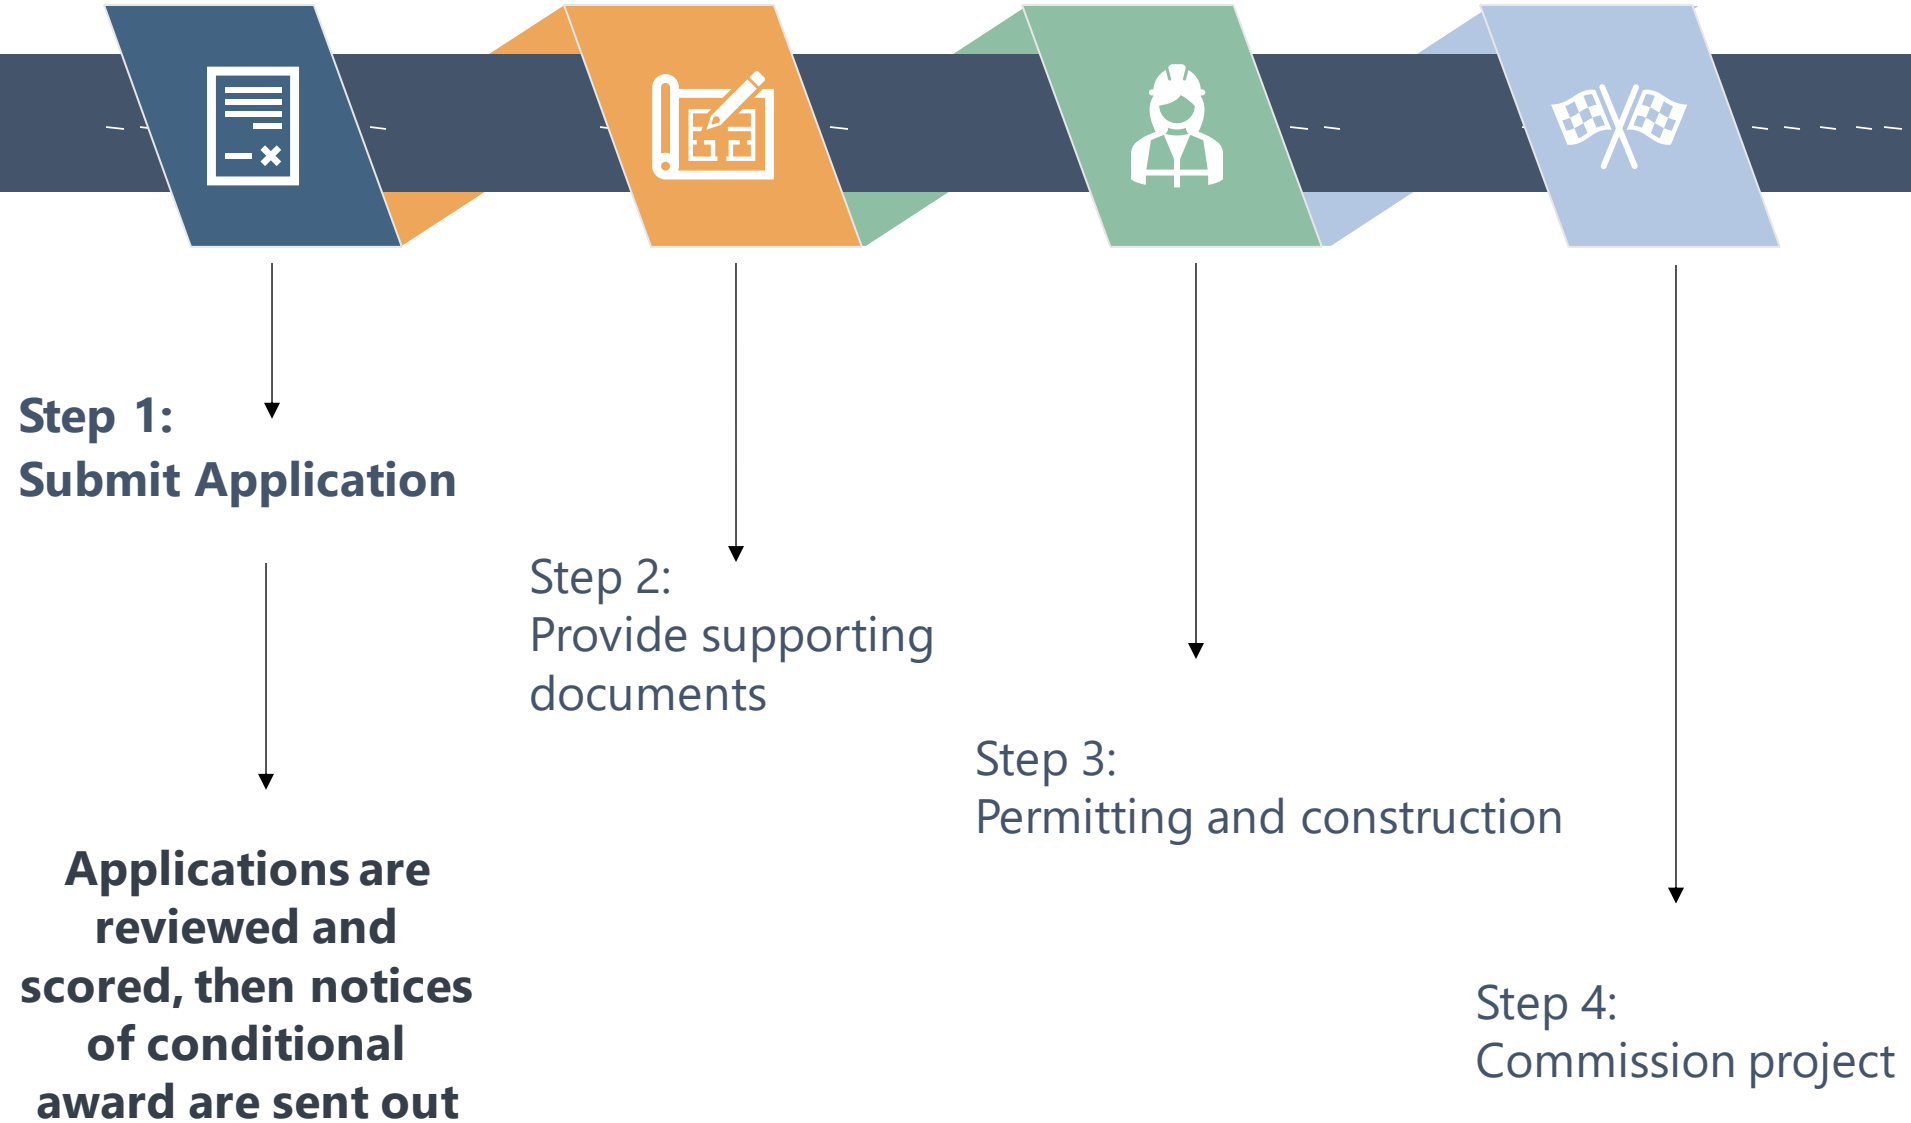 Step 1:
Submit Application
Applications are
reviewed and
scored, then notices
of conditional
award are sent out
Step 2:
Provide supporting
documents
Step 3:
Permitting and construction
Step 4:
Commission project